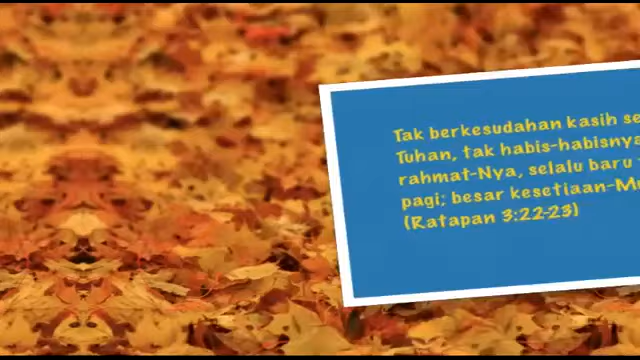 Tak berkesudahan kasih se
Tuhan, tak habis-habisnya
rahmat-Nya, selalu baru
pagi; besar kesetiaan-Mu
(Ratapan 3:22-23)